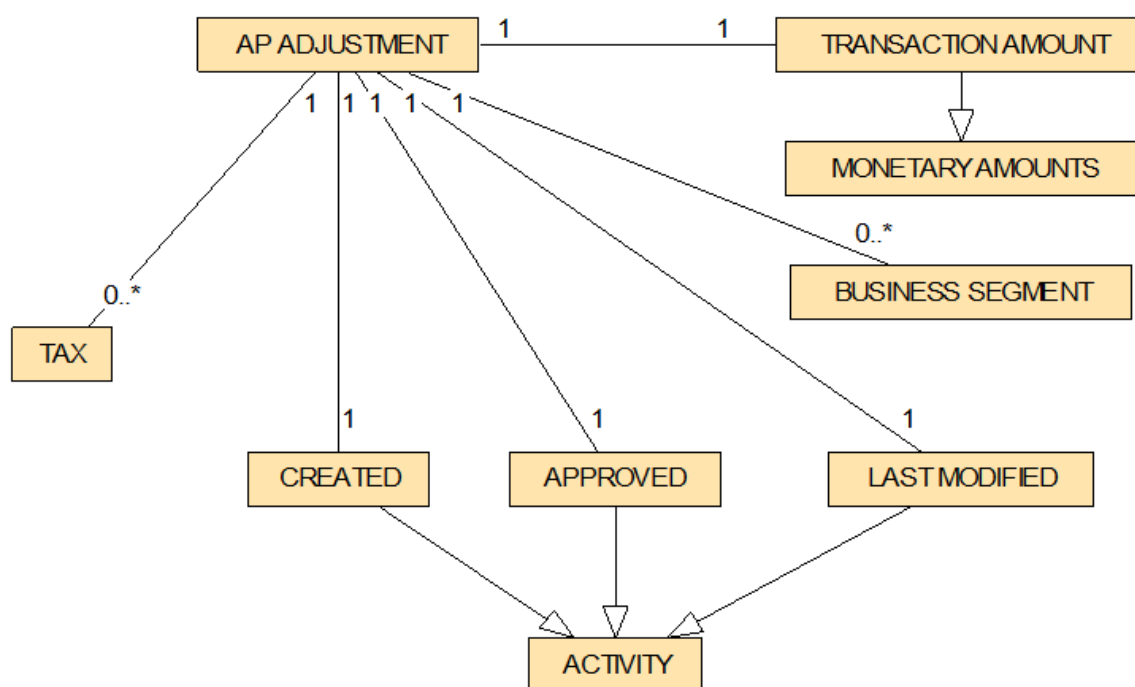 AP ADJUSTMENT
1
1
TRANSACTION AMOUNT
1
1
1
1
1
MONETARY AMOUNTS
0..*
BUSINESS SEGMENT
0..*
TAX
1
1
1
CREATED
APPROVED
LAST MODIFIED
ACTIVITY